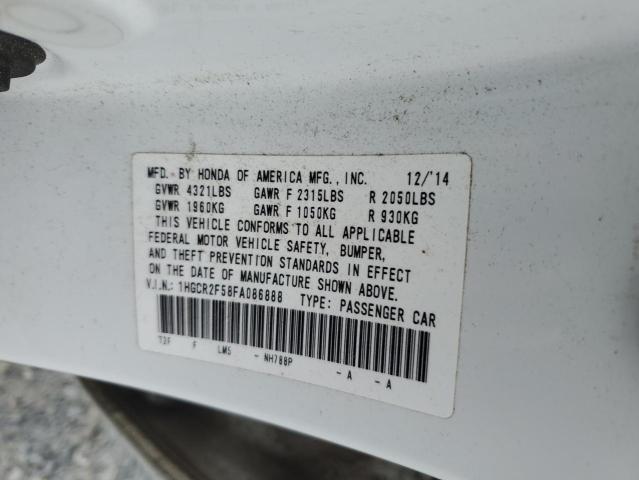 MFD. BY HONDA OF AMERICA MFG., INC. 12/'14
GVWR 4321LBS GAWR F 2315LBS R 2050LBS
GVWR 1960KG GAWR F 1050KG R 930KG
THIS VEHICLE CONFORMS TO ALL APPLICABLE
FEDERAL MOTOR VEHICLE SAFETY, BUMPER,
AND THEFT PREVENTION STANDARDS IN EFFECT
ON THE DATE OF MANUFACTURE SHOWN ABOVE.
V.I.N.: 1HGCR2F58FA086888 TYPE: PASSENGER CAR
T2F F LM5 - NH788P - A - A